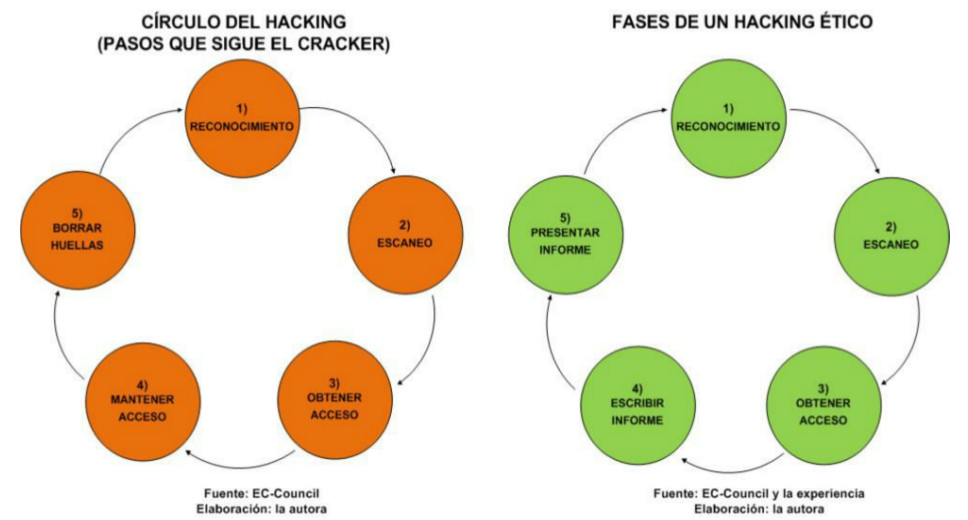 CÍRCULO DEL HACKING
(PASOS QUE SIGUE EL CRACKER)
1)
RECONOCIMIENTO
2)
ESCANEO
3)
OBTENER
ACCESO
4)
MANTENER
ACCESO
5)
BORRAR
HUELLAS
Fuente: EC-Council
Elaboración: la autora
FASES DE UN HACKING ÉTICO
1)
RECONOCIMIENTO
2)
ESCANEO
3)
OBTENER
ACCESO
4)
ESCRIBIR
INFORME
5)
PRESENTAR
INFORME
Fuente: EC-Council y la experiencia
Elaboración: la autora